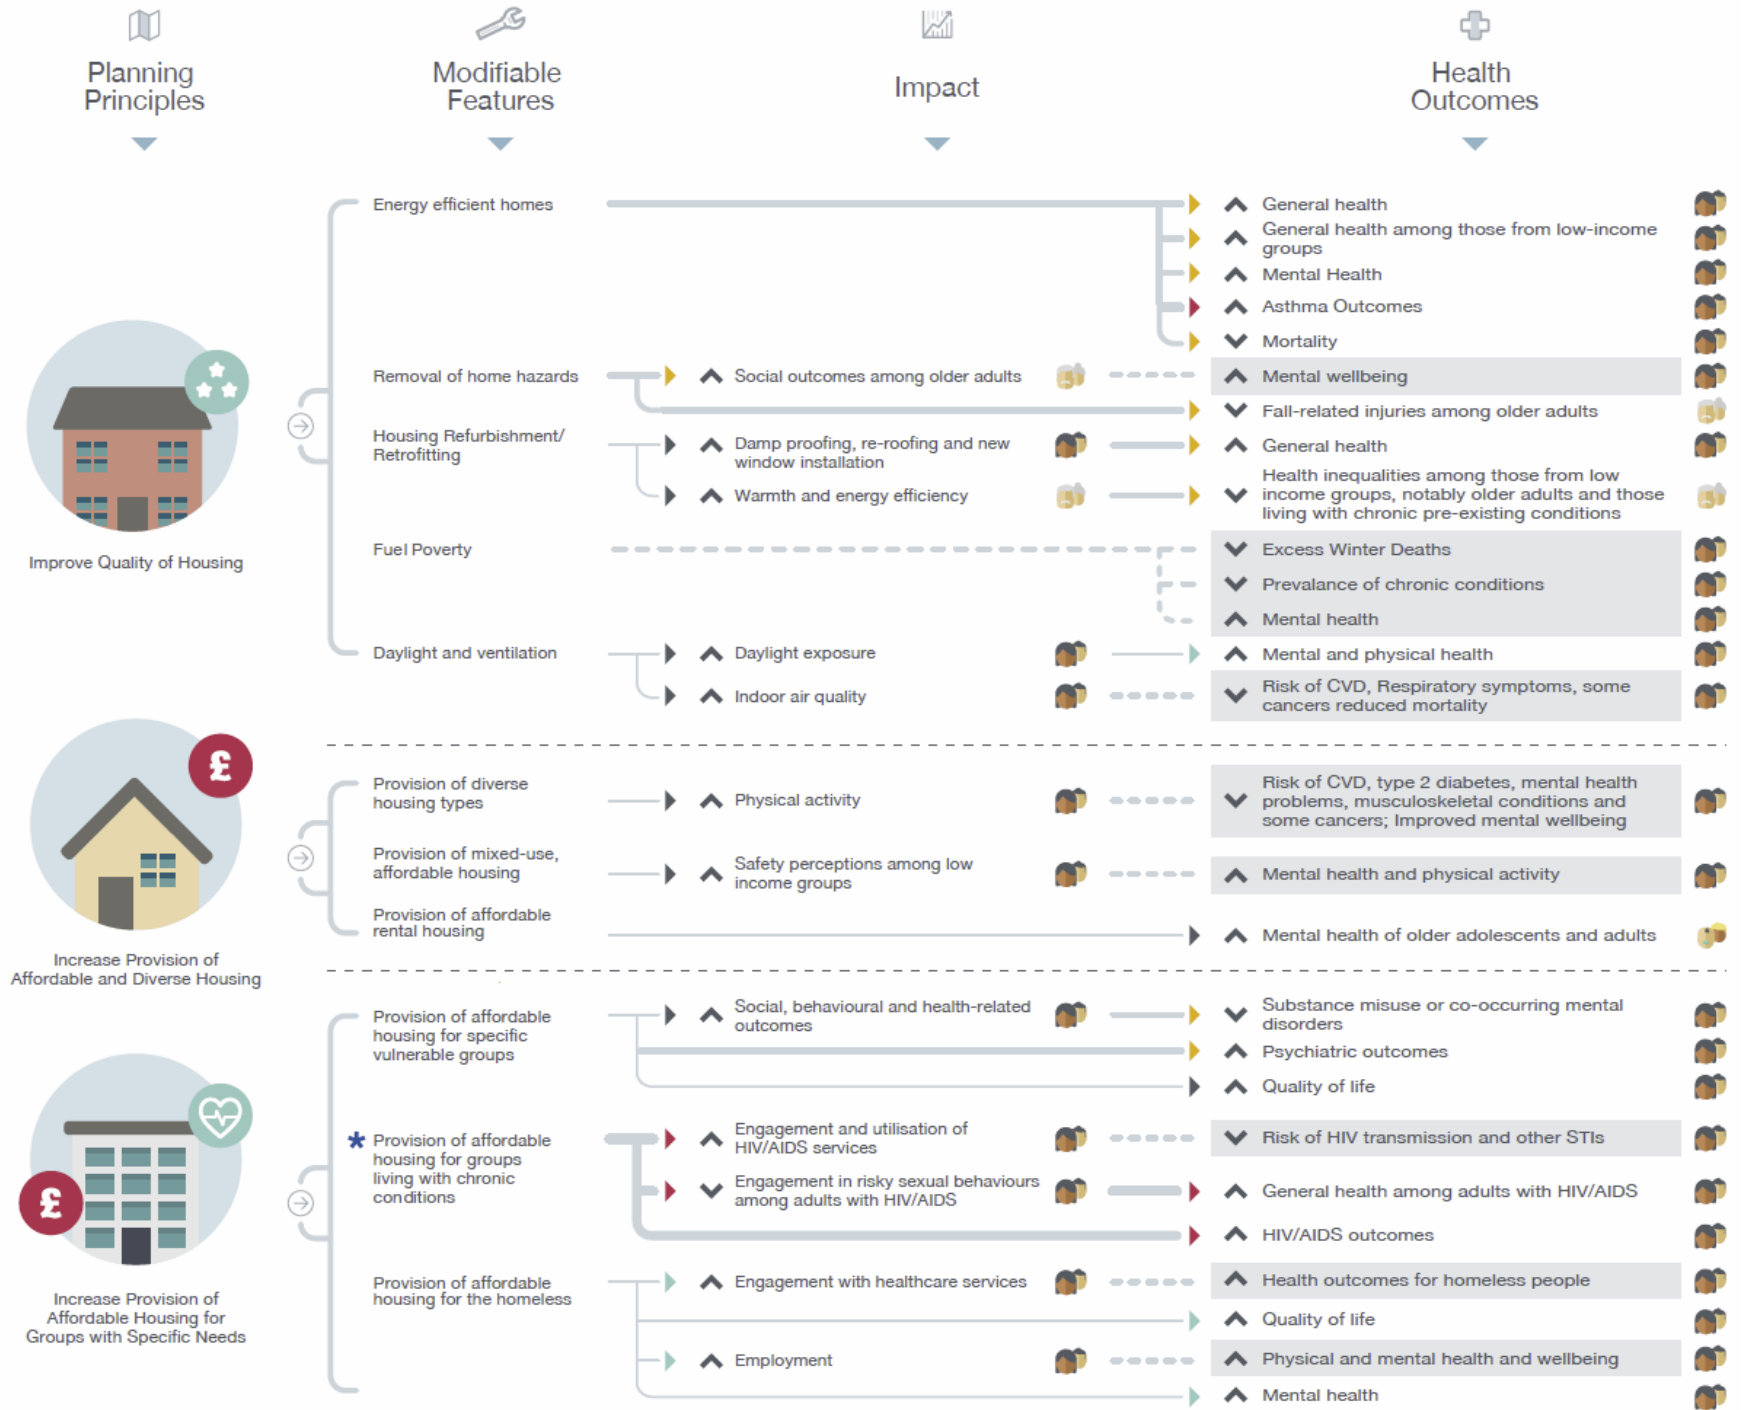 Planning
Principles
Modifiable
Features
Impact
Health
Outcomes
Energy efficient homes
General health
General health among those from low-income
groups
Mental Health
Asthma Outcomes
Mortality
Removal of home hazards
Social outcomes among older adults
Mental wellbeing
Fall-related injuries among older adults
Housing Refurbishment/
Retrofitting
Damp proofing, re-roofing and new
window installation
General health
Warmth and energy efficiency
Health inequalities among those from low
income groups, notably older adults and those
living with chronic pre-existing conditions
Improve Quality of Housing
Fuel Poverty
Excess Winter Deaths
Prevalance of chronic conditions
Mental health
Daylight and ventilation
Daylight exposure
Mental and physical health
Indoor air quality
Risk of CVD, Respiratory symptoms, some
cancers reduced mortality
£
Increase Provision of
Affordable and Diverse Housing
Provision of diverse
housing types
Physical activity
Risk of CVD, type 2 diabetes, mental health
problems, musculoskeletal conditions and
some cancers; Improved mental wellbeing
Provision of mixed-use,
affordable housing
Safety perceptions among low
income groups
Mental health and physical activity
Provision of affordable
rental housing
Mental health of older adolescents and adults
£
Increase Provision of
Affordable Housing for
Groups with Specific Needs
Provision of affordable
housing for specific
vulnerable groups
Social, behavioural and health-related
outcomes
Substance misuse or co-occurring mental
disorders
Psychiatric outcomes
Quality of life
* Provision of affordable
housing for groups
living with chronic
conditions
Engagement and utilisation of
HIV/AIDS services
Risk of HIV transmission and other STIs
Engagement in risky sexual behaviours
among adults with HIV/AIDS
General health among adults with HIV/AIDS
HIV/AIDS outcomes
Provision of affordable
housing for the homeless
Engagement with healthcare services
Health outcomes for homeless people
Quality of life
Employment
Physical and mental health and wellbeing
Mental health